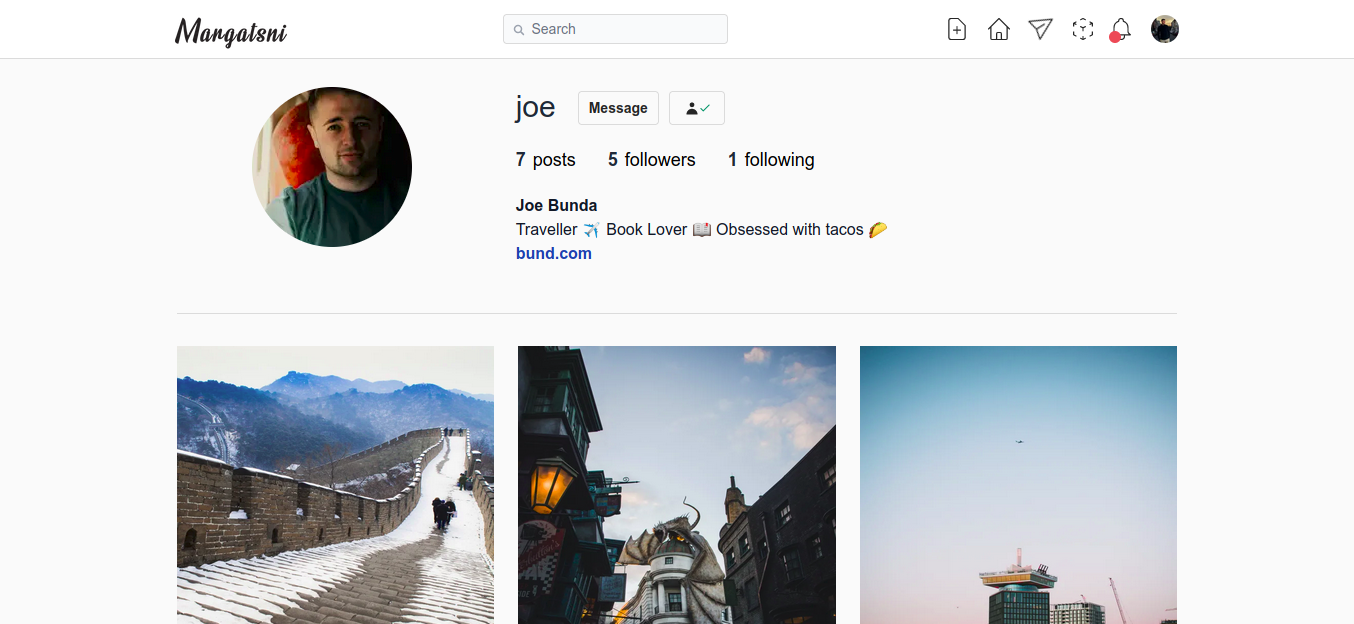 Margatsni
Search
joe
Message
7 posts
5 followers
1 following
Joe Bunda
Traveller ✈️ Book Lover 📖 Obsessed with tacos 🌮
bund.com